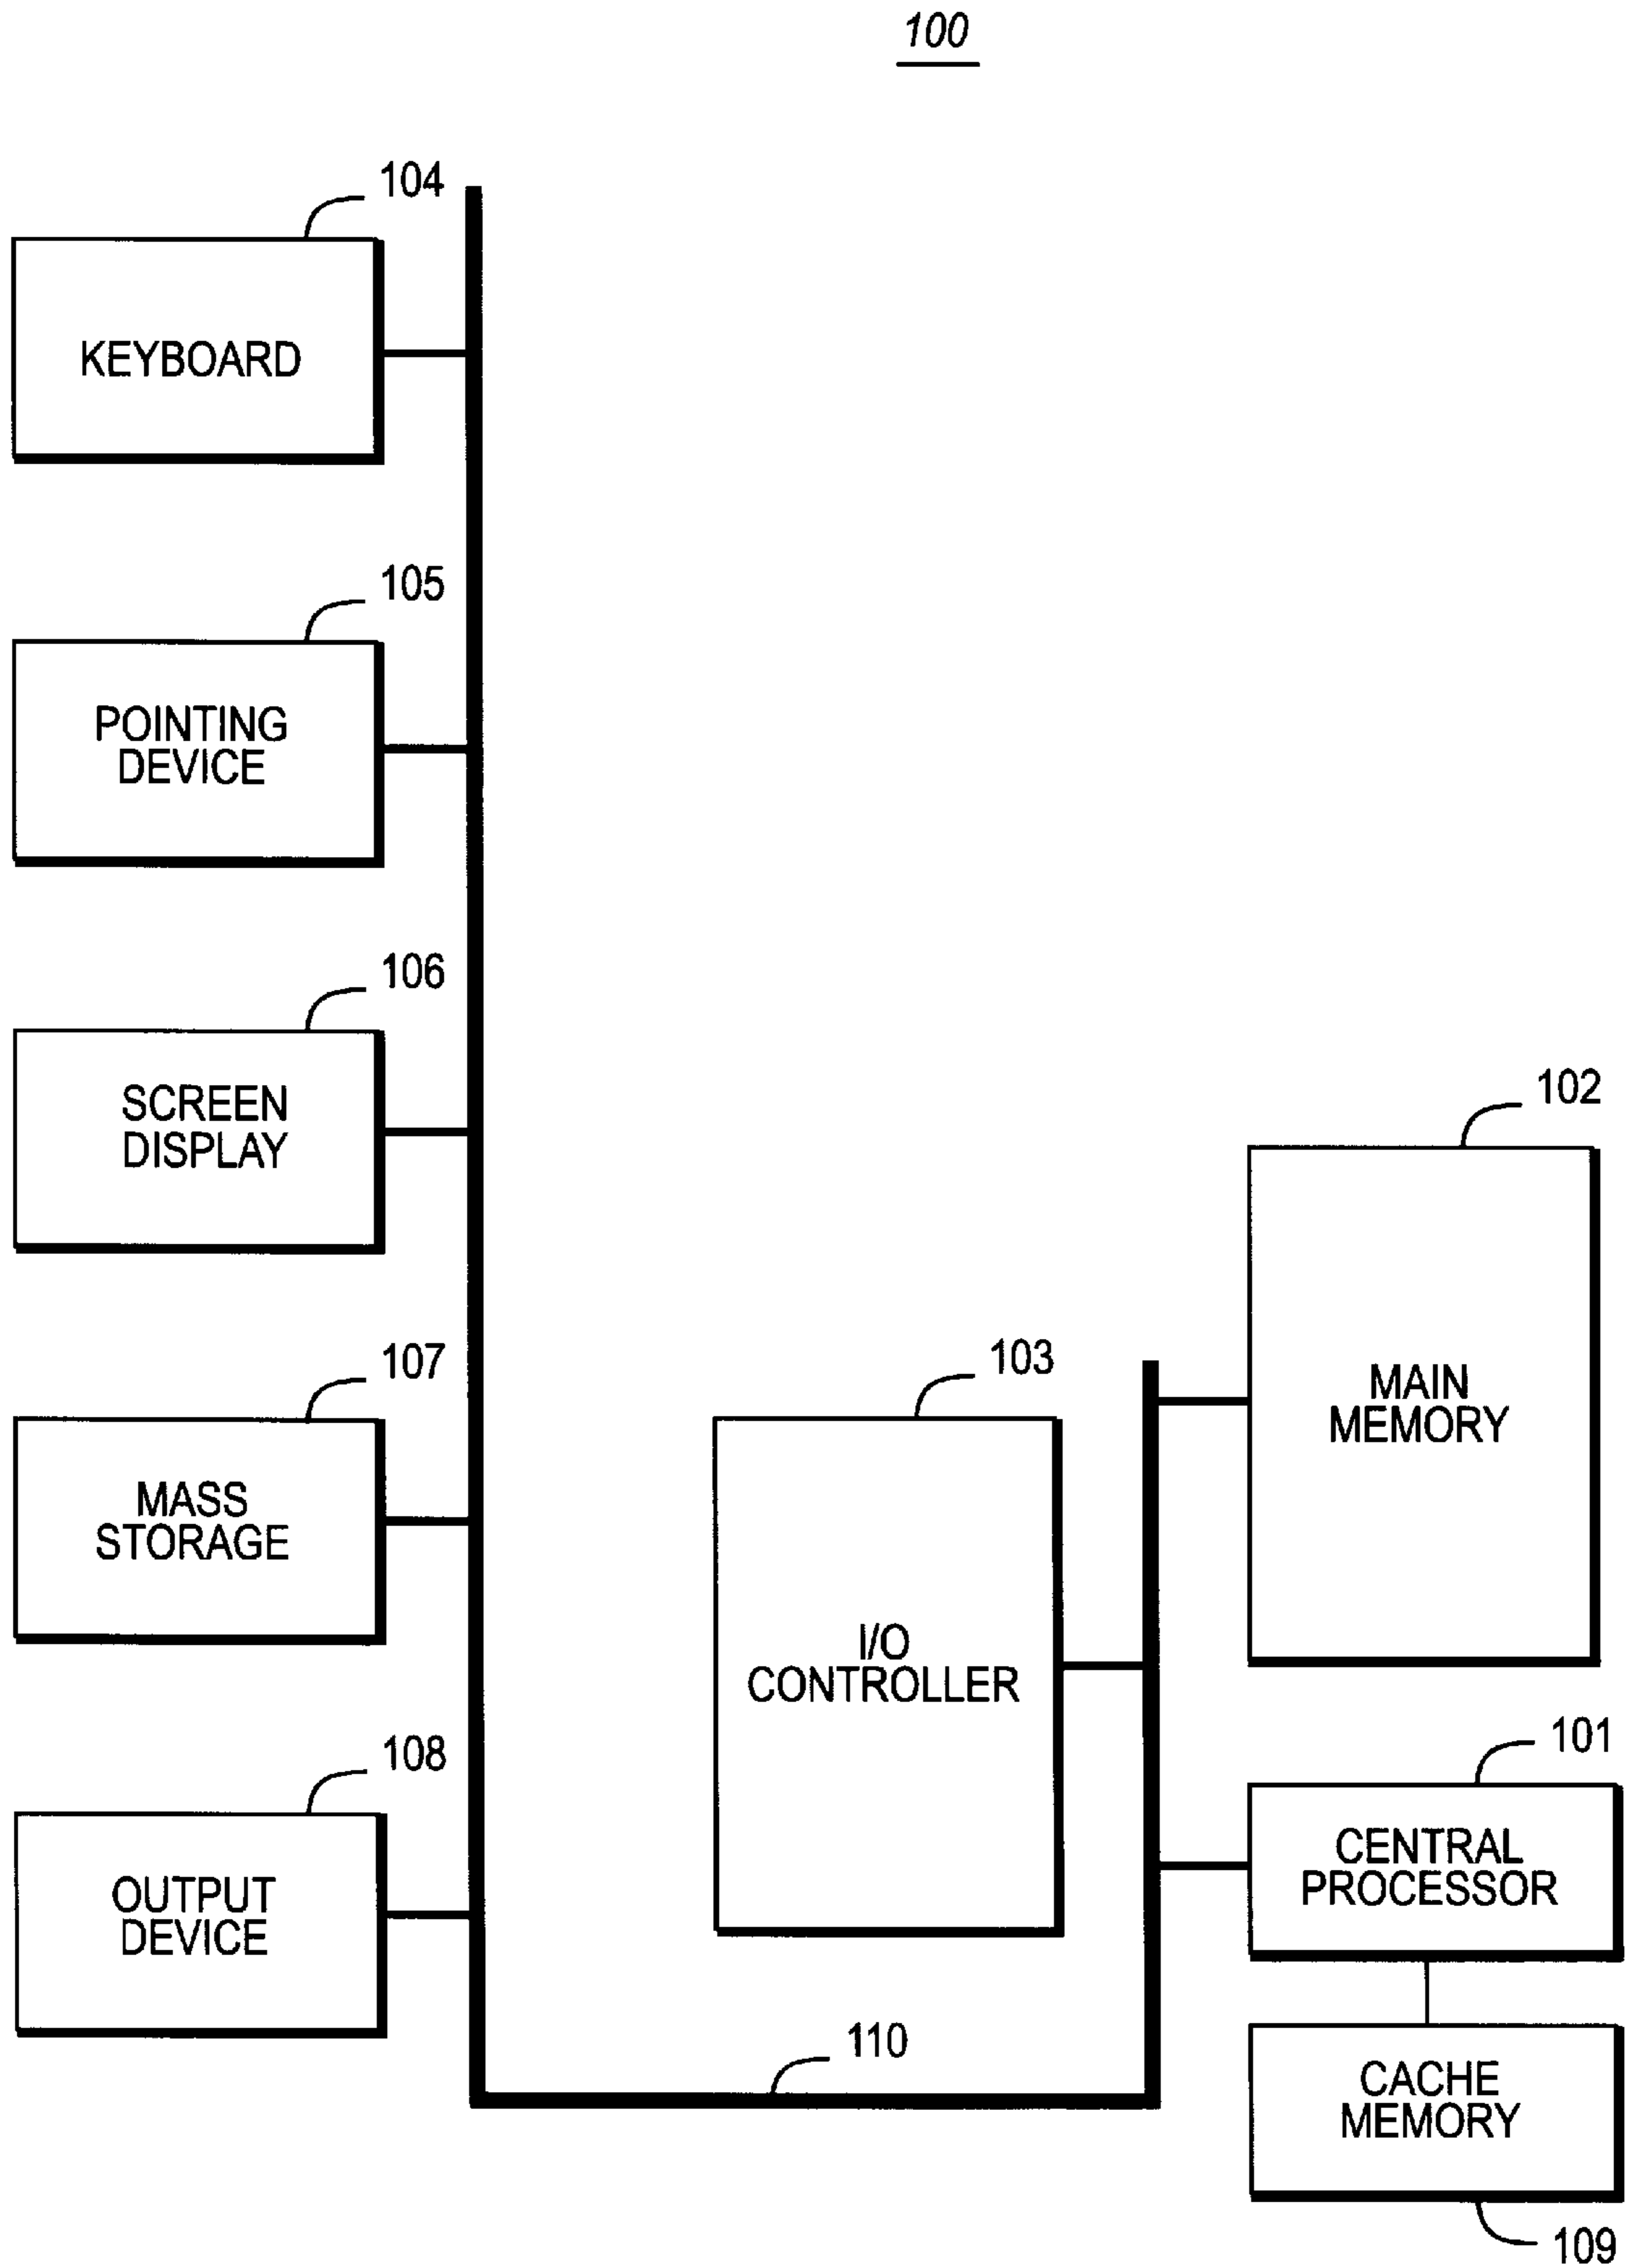 100
104
KEYBOARD
105
POINTING
DEVICE
106
SCREEN
DISPLAY
107
MASS
STORAGE
108
OUTPUT
DEVICE
103
I/O
CONTROLLER
102
MAIN
MEMORY
101
CENTRAL
PROCESSOR
110
CACHE
MEMORY
109